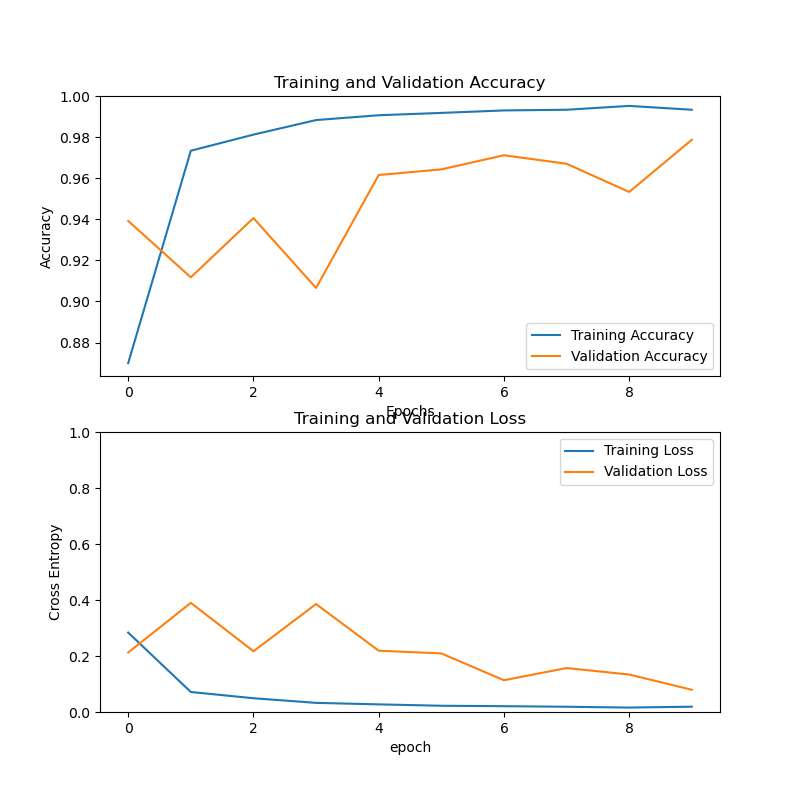 Training and Validation Accuracy
1.00
0.98
0.96
0.94
0.92
0.90
0.88
Accuracy
Training Accuracy
Validation Accuracy
0 2 4 6 8
Epochs
Training and Validation Loss
1.0
0.8
0.6
0.4
0.2
0.0
Cross Entropy
Training Loss
Validation Loss
0 2 4 6 8
epoch